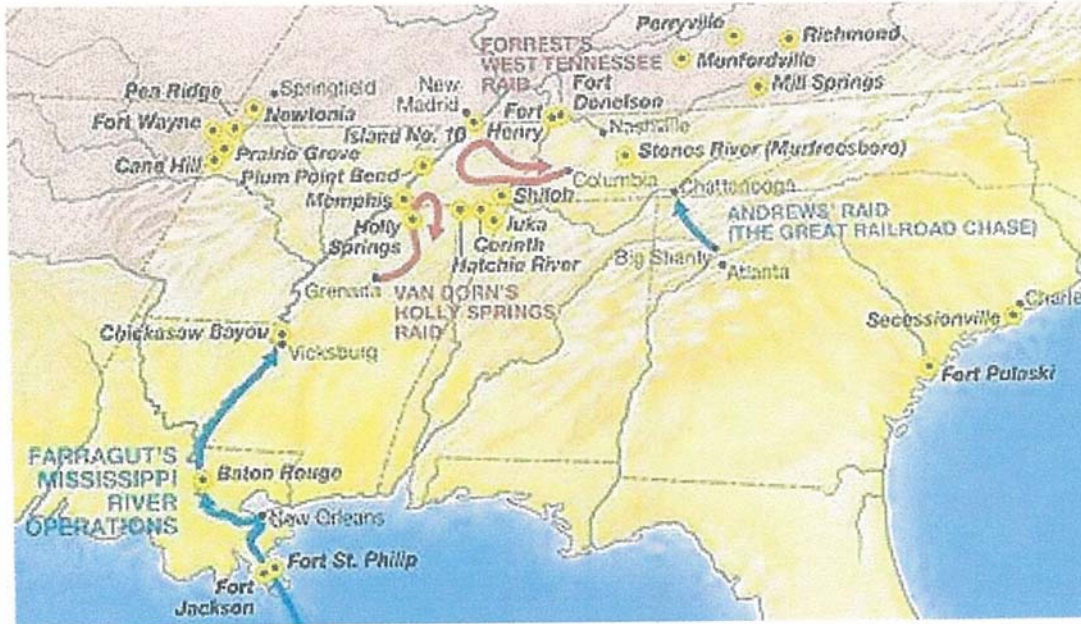 Perryville
Richmond
Munfordville
Mill Springs
FORREST'S
WEST TENNESSEE
RAID
Fort
Donelson
Pea Ridge
Springfield
New
Madrid
Fort Wayne
Newtonia
Island No. 10
Fort
Henry
Nashville
Cane Hill
Prairie Grove
Stones River (Murfreesboro)
Plum Point Bend
Columbia
Memphis
Shiloh
Chattanooga
Holly
Springs
Iuka
Corinth
Hatchie River
ANDREWS' RAID
(THE GREAT RAILROAD CHASE)
Big Shanty
Atlanta
Grenada
VAN DORN'S
HOLLY SPRINGS
RAID
Charle
Secessionville
Chickasaw Bayou
Vicksburg
Fort Pulaski
FARRAGUT'S
MISSISSIPPI
RIVER
OPERATIONS
Baton Rouge
New Orleans
Fort St. Philip
Fort
Jackson